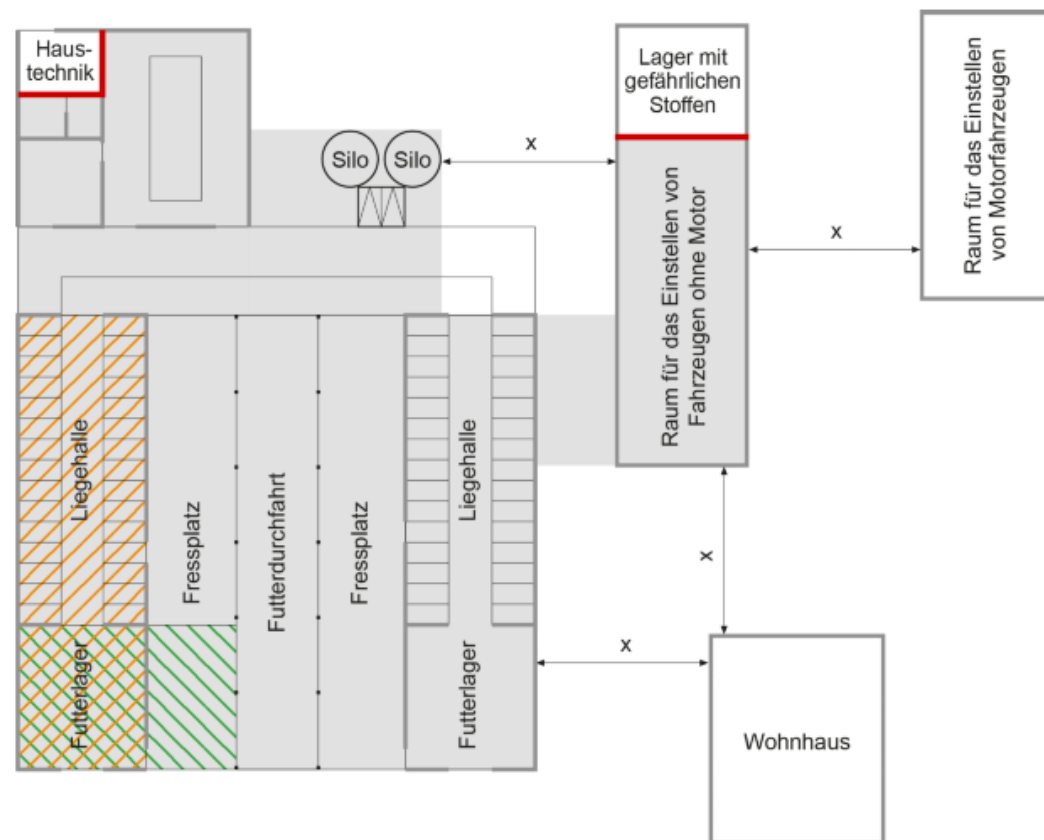 Haus-
technik
Lager mit
gefährlichen
Stoffen
Raum für das Einstellen
von Motorfahrzeugen
Silo
Silo
x
x
Raum für das Einstellen von
Fahrzeugen ohne Motor
Liegehalle
Fressplatz
Futterdurchfahrt
Fressplatz
Liegehalle
x
x
Futterlager
Futterlager
Wohnhaus